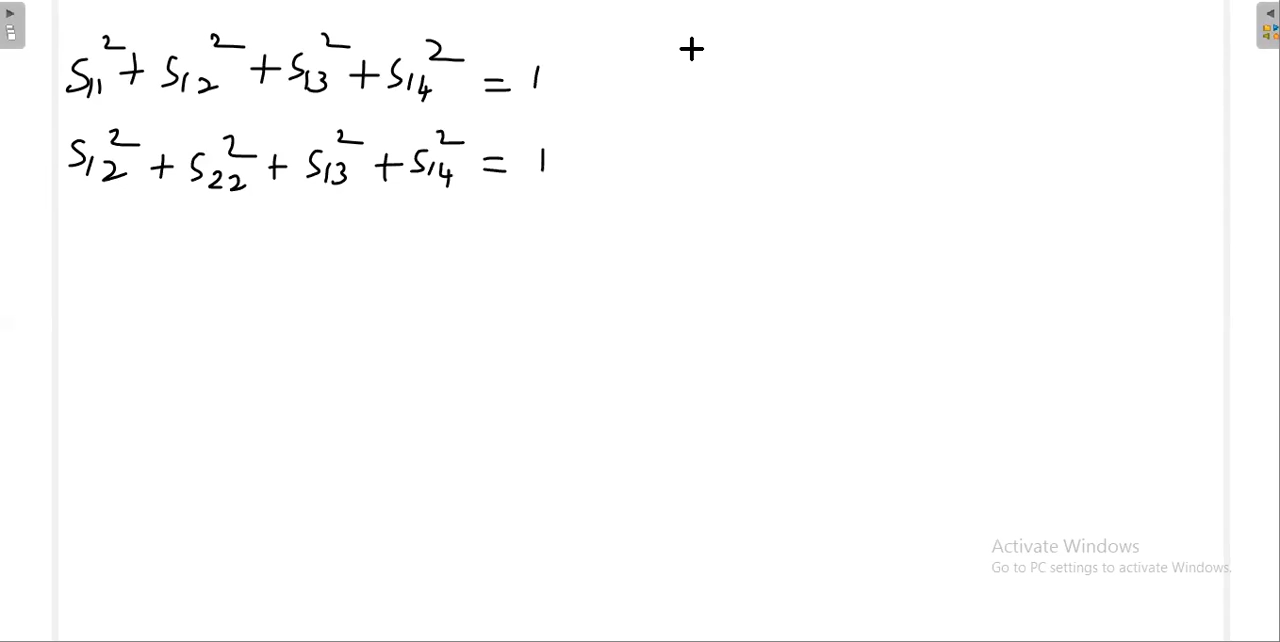 S₁₁² + S₁₂² + S₁₃² + S₁₄² = 1
S₁₂² + S₂₂² + S₁₃² + S₁₄² = 1
+
Activate Windows
Go to PC settings to activate Windows.